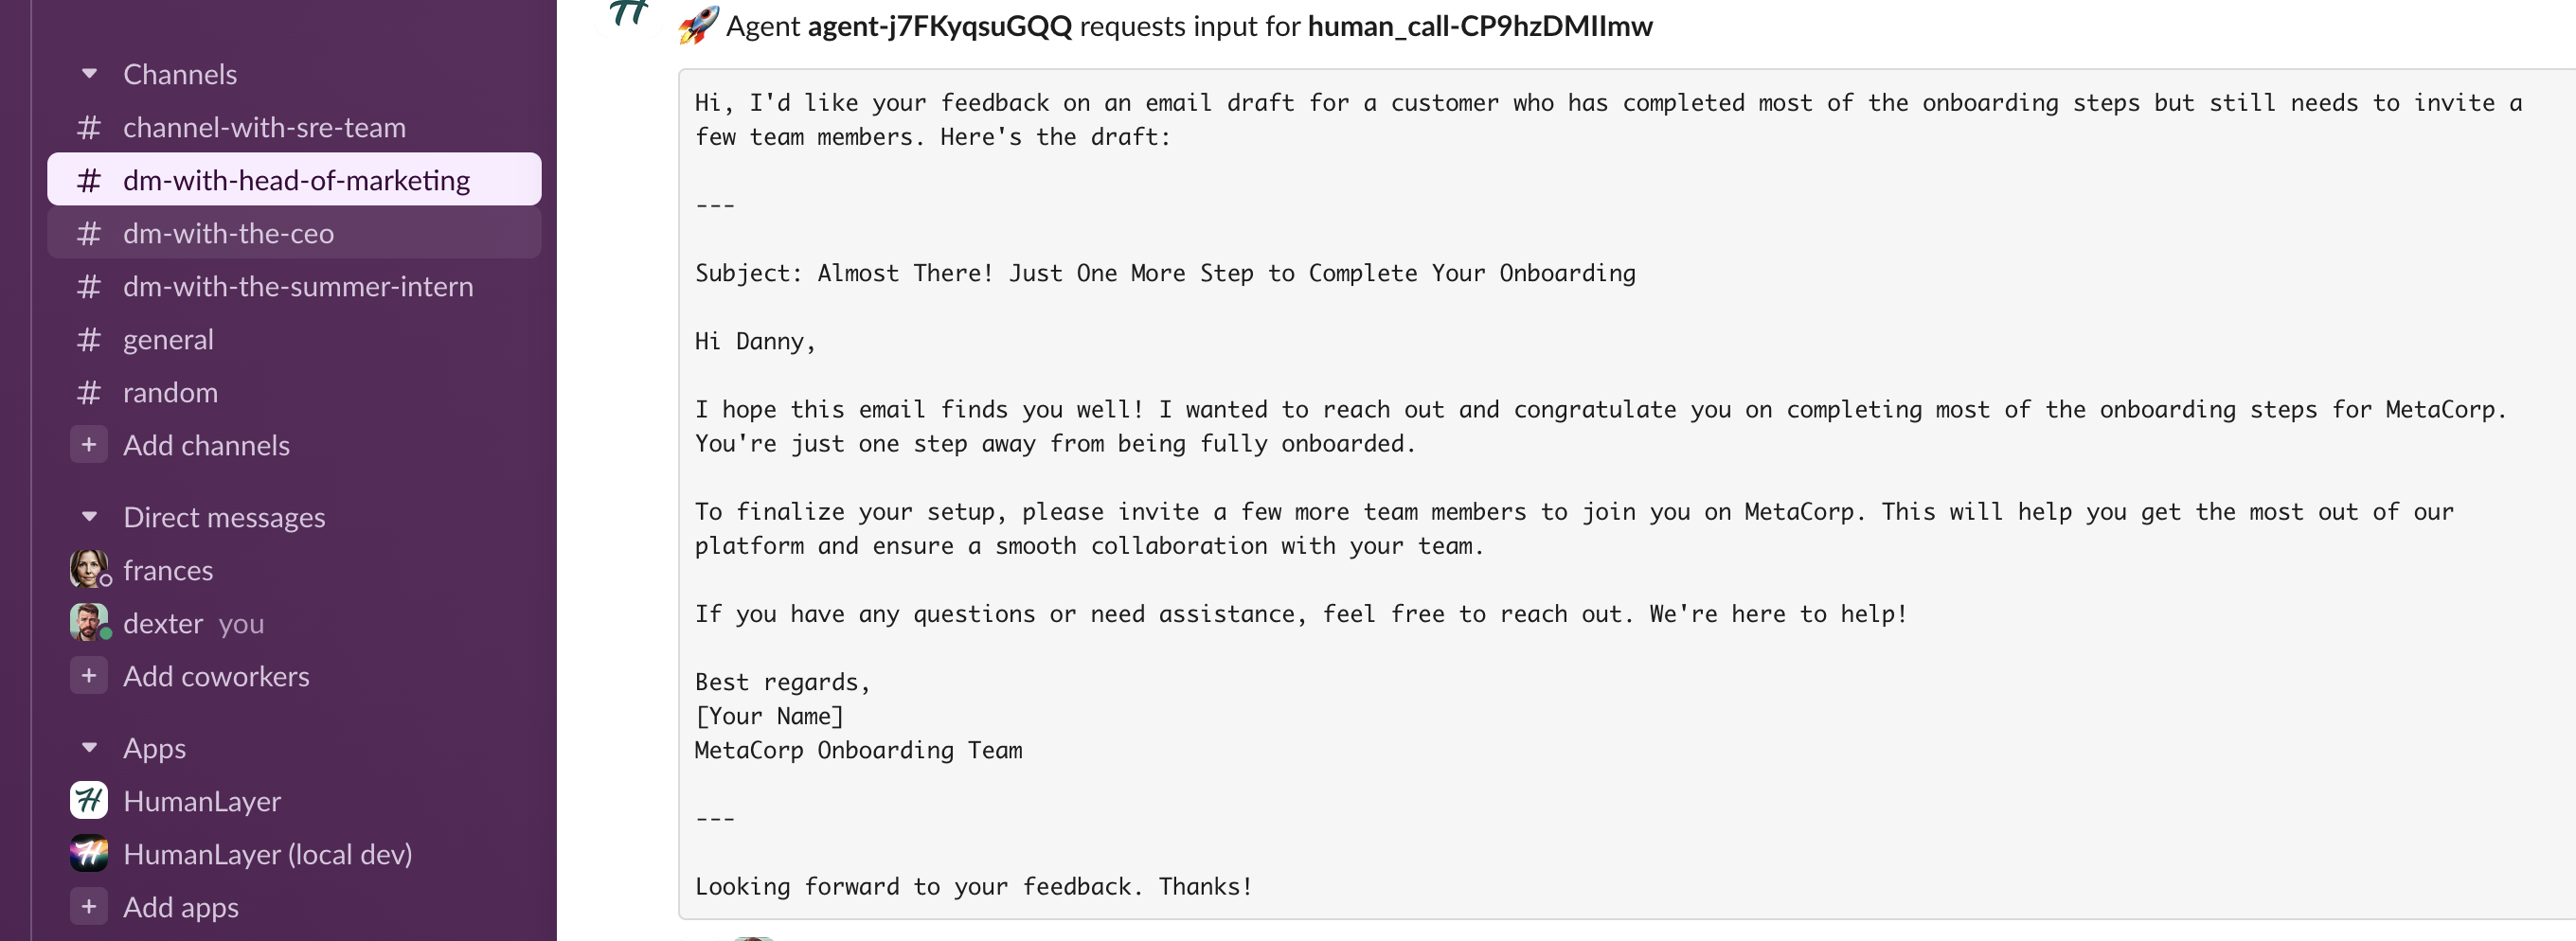 Channels
# channel-with-sre-team
# dm-with-head-of-marketing
# dm-with-the-ceo
# dm-with-the-summer-intern
# general
# random
+ Add channels
Direct messages
frances
dexter you
+ Add coworkers
Apps
HumanLayer
HumanLayer (local dev)
+ Add apps
🚀 Agent agent-j7FKyqsuGQQ requests input for human_call-CP9hzDMIImw
Hi, I'd like your feedback on an email draft for a customer who has completed most of the onboarding steps but still needs to invite a
few team members. Here's the draft:
---
Subject: Almost There! Just One More Step to Complete Your Onboarding
Hi Danny,
I hope this email finds you well! I wanted to reach out and congratulate you on completing most of the onboarding steps for MetaCorp.
You're just one step away from being fully onboarded.
To finalize your setup, please invite a few more team members to join you on MetaCorp. This will help you get the most out of our
platform and ensure a smooth collaboration with your team.
If you have any questions or need assistance, feel free to reach out. We're here to help!
Best regards,
[Your Name]
MetaCorp Onboarding Team
---
Looking forward to your feedback. Thanks!